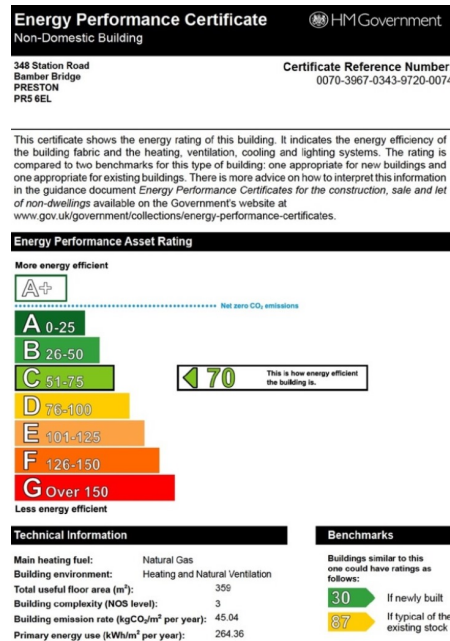 Energy Performance Certificate
HM Government
Non-Domestic Building
348 Station Road
Bamber Bridge
PRESTON
PR5 6EL
Certificate Reference Number
0070-3967-0343-9720-0074
This certificate shows the energy rating of this building. It indicates the energy efficiency of
the building fabric and the heating, ventilation, cooling and lighting systems. The rating is
compared to two benchmarks for this type of building: one appropriate for new buildings and
one appropriate for existing buildings. There is more advice on how to interpret this information
in the guidance document Energy Performance Certificates for the construction, sale and let
of non-dwellings available on the Government's website at
www.gov.uk/government/collections/energy-performance-certificates.
Energy Performance Asset Rating
More energy efficient
A+
Net zero CO₂ emissions
A 0-25
B 26-50
C 51-75
70
This is how energy efficient
the building is.
D 76-100
E 101-125
F 126-150
G Over 150
Less energy efficient
Technical Information
Main heating fuel: Natural Gas
Building environment: Heating and Natural Ventilation
Total useful floor area (m²): 359
Building complexity (NOS level): 3
Building emission rate (kgCO₂/m² per year): 45.04
Primary energy use (kWh/m² per year): 264.36
Benchmarks
Buildings similar to this
one could have ratings as
follows:
30 If newly built
87 If typical of the
existing stock